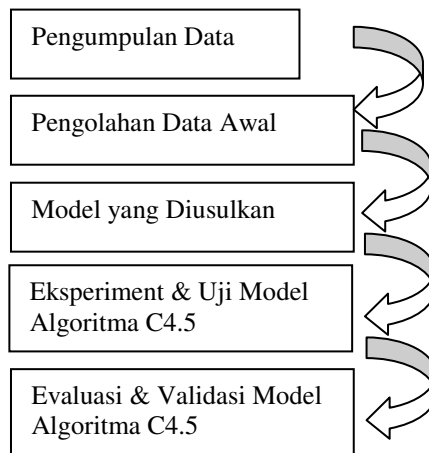 Pengumpulan Data
Pengolahan Data Awal
Model yang Diusulkan
Eksperiment & Uji Model
Algoritma C4.5
Evaluasi & Validasi Model
Algoritma C4.5